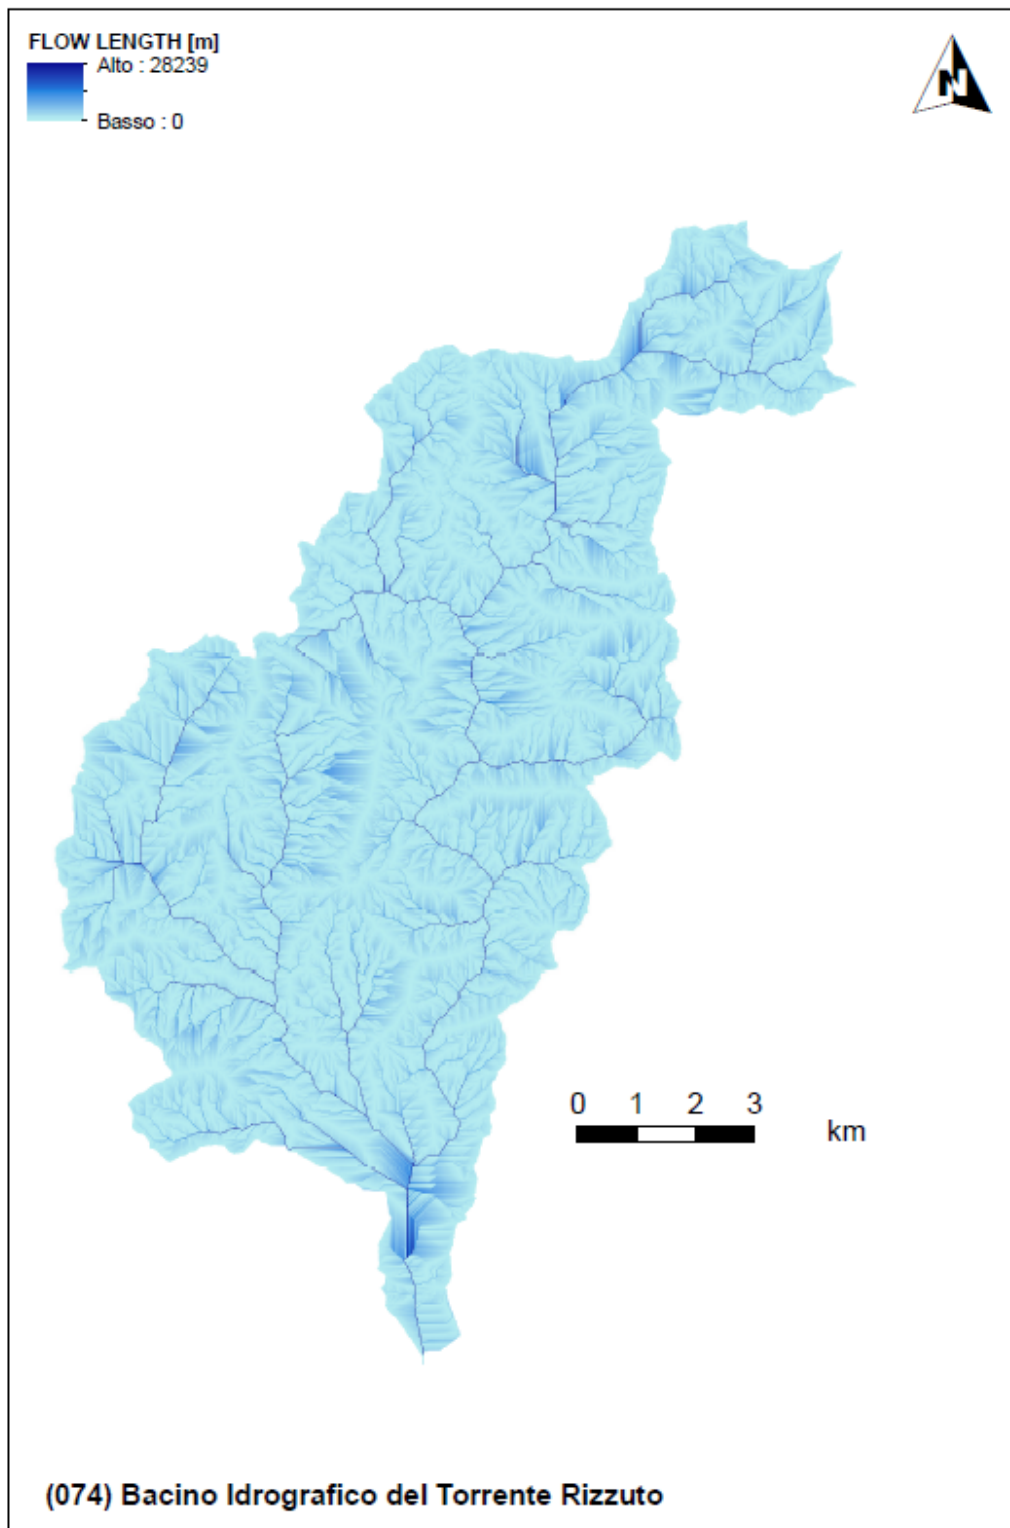 FLOW LENGTH [m]
Alto : 28239
Basso : 0
N
0 1 2 3
km
(074) Bacino Idrografico del Torrente Rizzuto